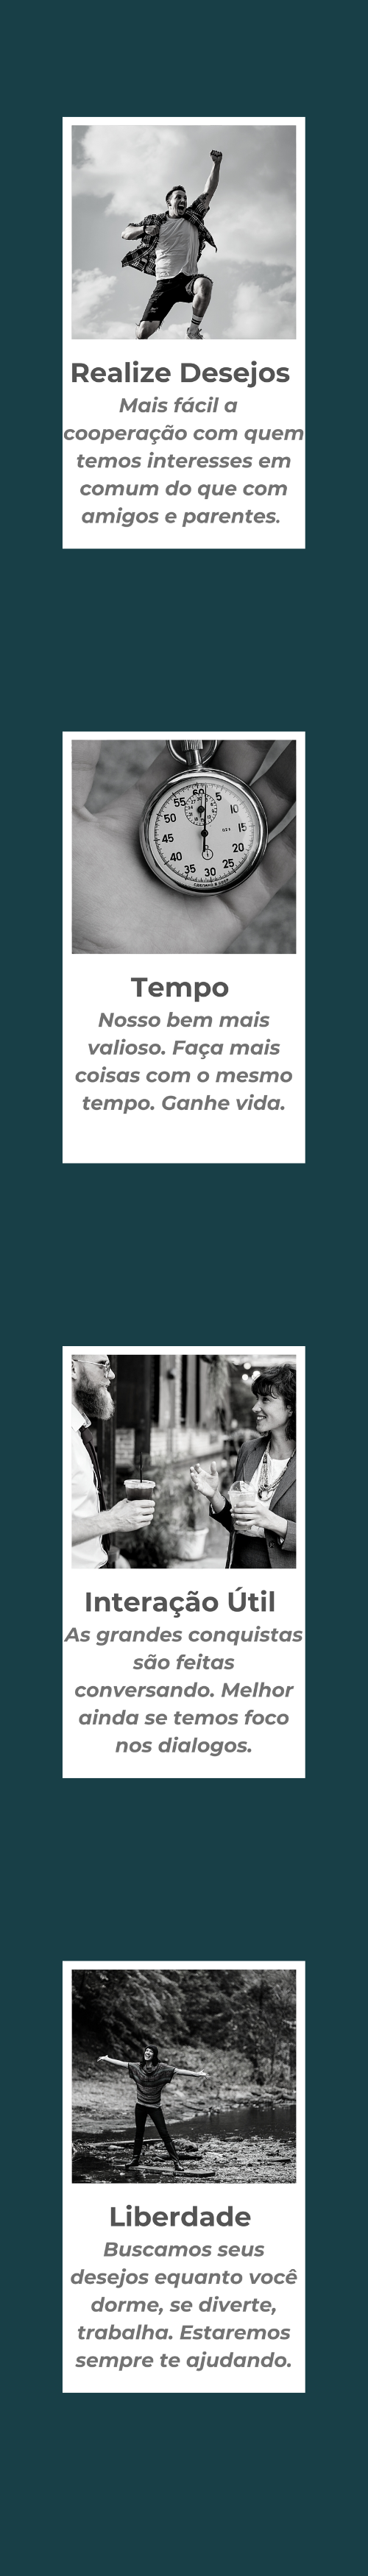 Realize Desejos
Mais fácil a
cooperação com quem
temos interesses em
comum do que com
amigos e parentes.
60
5
55
10
50
15
45
20
40
25
35
30
Tempo
Nosso bem mais
valioso. Faça mais
coisas com o mesmo
tempo. Ganhe vida.
Interação Útil
As grandes conquistas
são feitas
conversando. Melhor
ainda se temos foco
nos dialogos.
Liberdade
Buscamos seus
desejos equanto você
dorme, se diverte,
trabalha. Estaremos
sempre te ajudando.